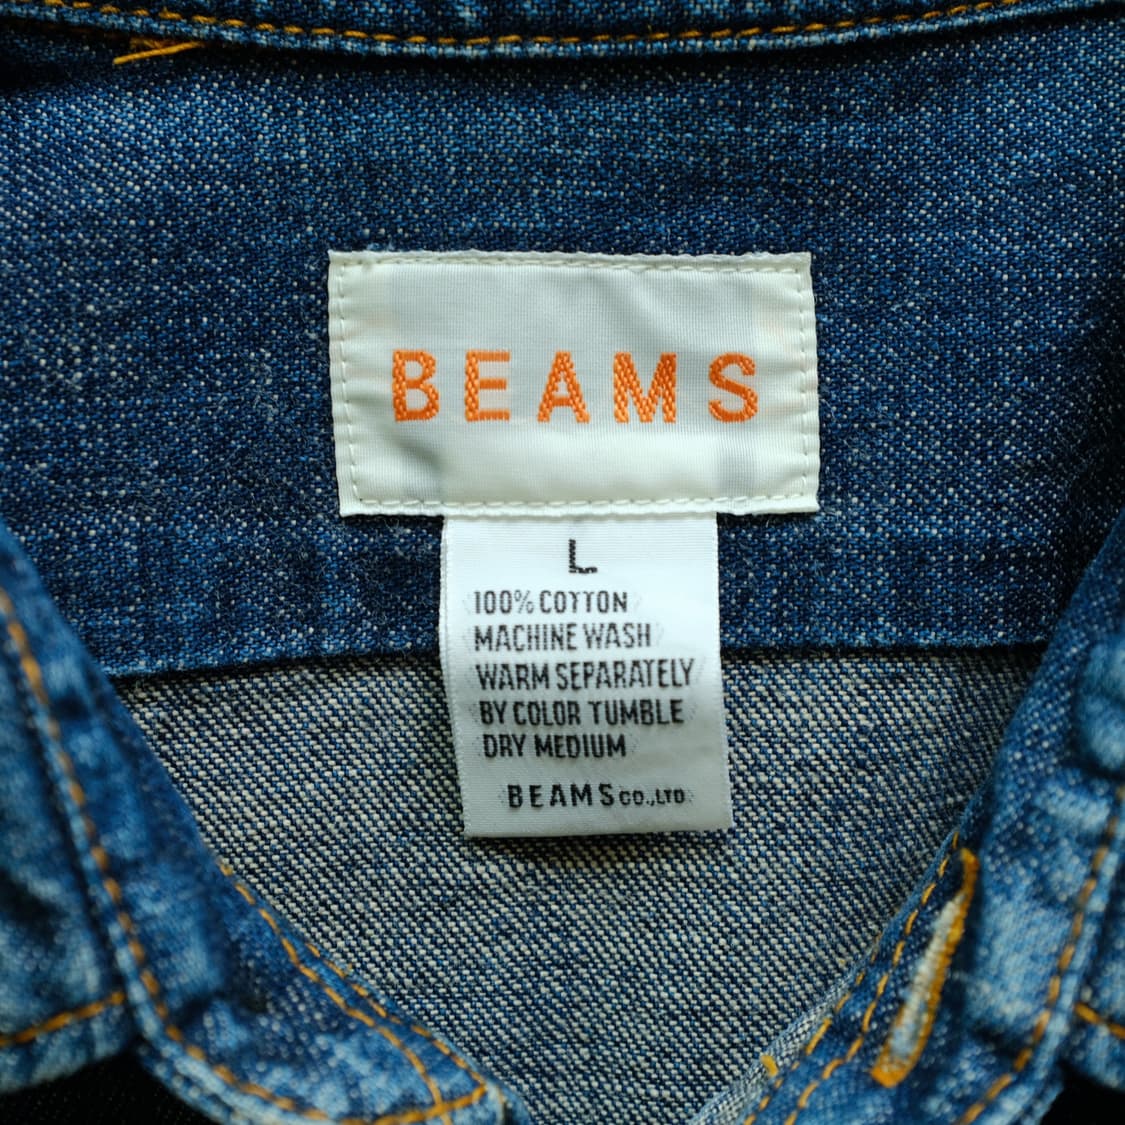 BEAMS
L
100% COTTON
MACHINE WASH
WARM SEPARATELY
BY COLOR TUMBLE
DRY MEDIUM
BEAMS CO.,LTD